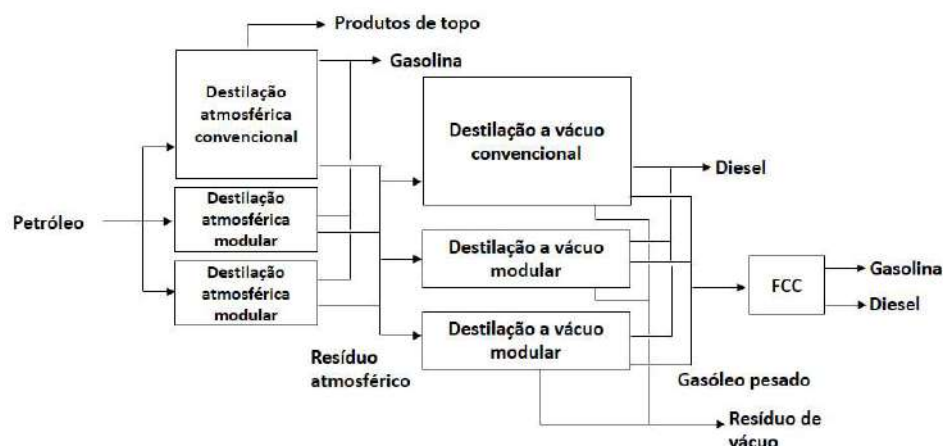 Produtos de topo
Gasolina
Destilação
atmosférica
convencional
Destilação a vácuo
convencional
Diesel
Petróleo
Destilação
atmosférica
modular
Destilação a vácuo
modular
Destilação
atmosférica
modular
FCC
Gasolina
Diesel
Destilação a vácuo
modular
Resíduo
atmosférico
Gasóleo pesado
Resíduo de
vácuo